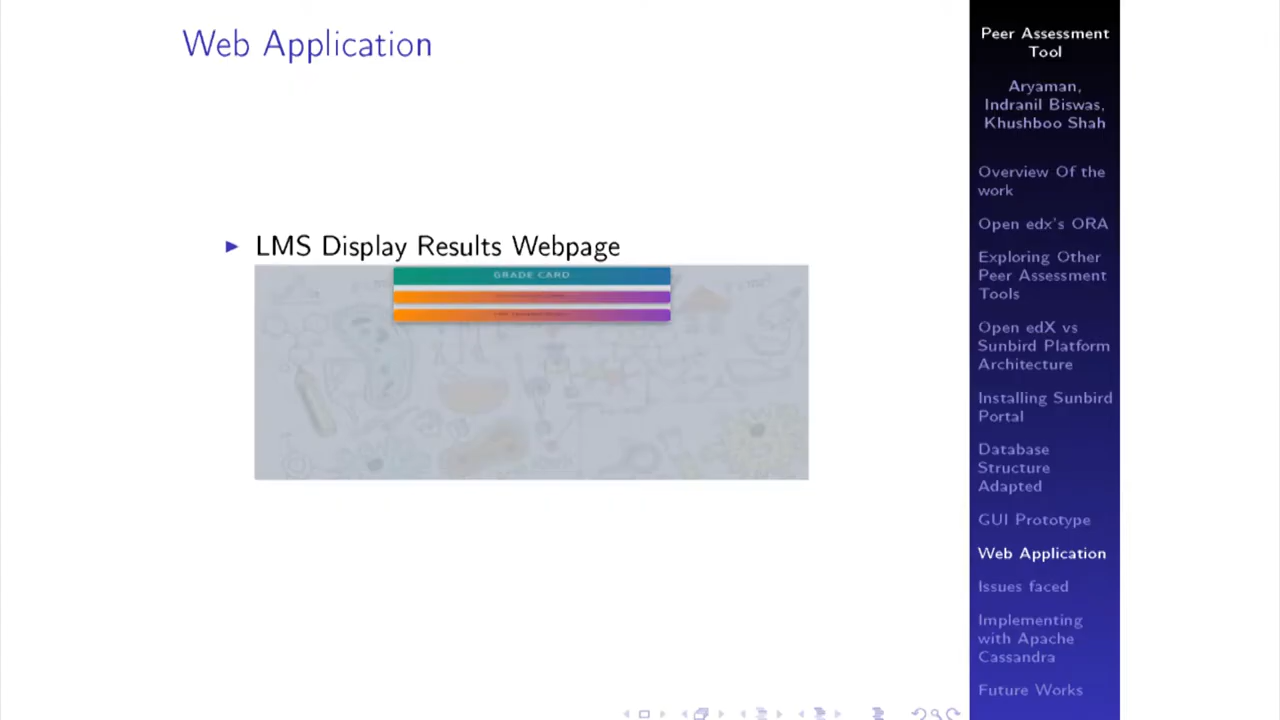 Web Application
LMS Display Results Webpage
GRADE CARD
Peer Assessment
Tool
Aryaman,
Indranil Biswas,
Khushboo Shah
Overview Of the
work
Open edx's ORA
Exploring Other
Peer Assessment
Tools
Open edX vs
Sunbird Platform
Architecture
Installing Sunbird
Portal
Database
Structure
Adapted
GUI Prototype
Web Application
Issues faced
Implementing
with Apache
Cassandra
Future Works